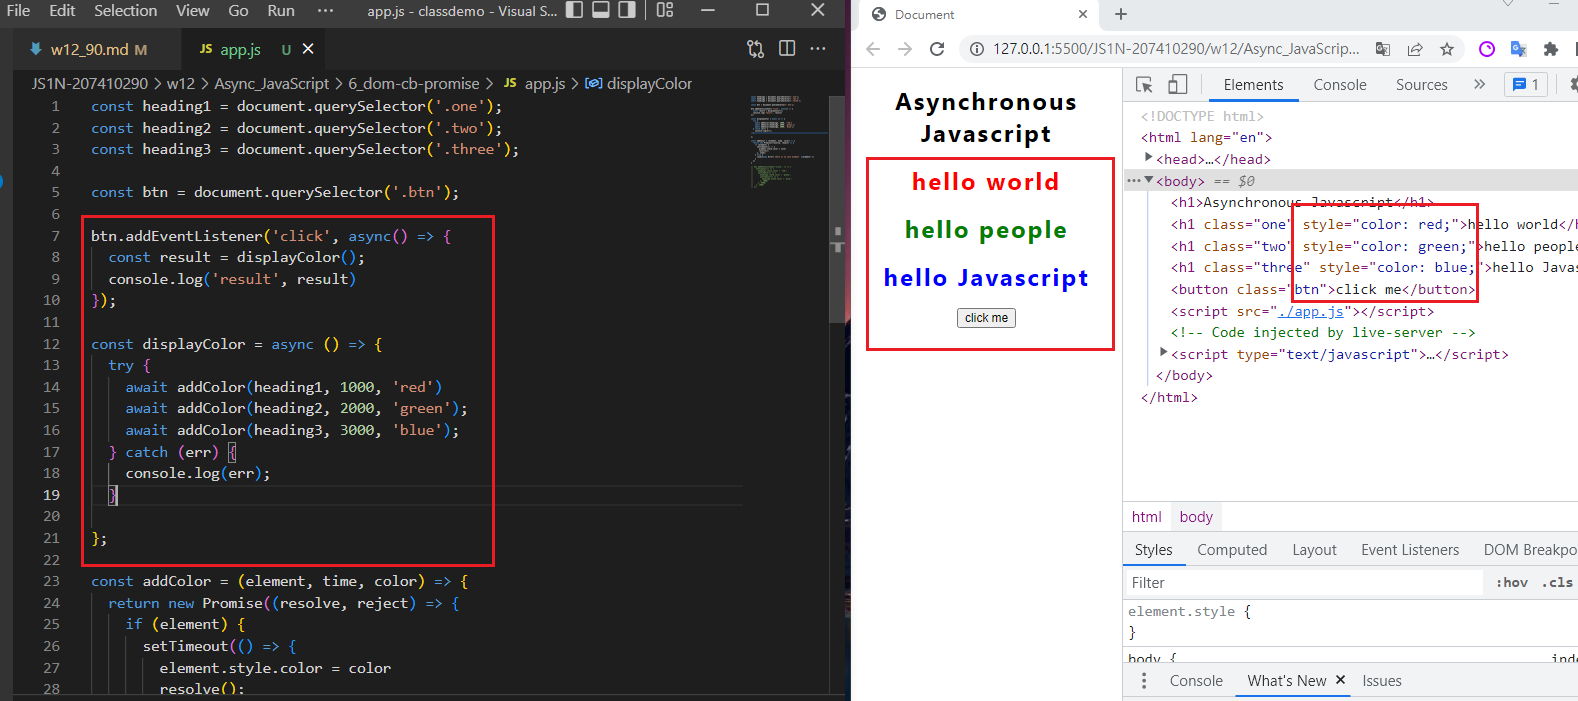 File Edit Selection View Go Run ··· app.js - classdemo - Visual S...
w12_90.md M JS app.js U
JS1N-207410290 > w12 > Async_JavaScript > 6_dom-cb-promise > JS app.js > displayColor
1 const heading1 = document.querySelector('.one');
2 const heading2 = document.querySelector('.two');
3 const heading3 = document.querySelector('.three');
4
5 const btn = document.querySelector('.btn');
6
7 btn.addEventListener('click', async() => {
8 const result = displayColor();
9 console.log('result', result)
10 });
11
12 const displayColor = async () => {
13 try {
14 await addColor(heading1, 1000, 'red')
15 await addColor(heading2, 2000, 'green');
16 await addColor(heading3, 3000, 'blue');
17 } catch (err) {
18 console.log(err);
19 }
20
21 };
22
23 const addColor = (element, time, color) => {
24 return new Promise((resolve, reject) => {
25 if (element) {
26 setTimeout(() => {
27 element.style.color = color
28 resolve();
Document
127.0.0.1:5500/JS1N-207410290/w12/Async_JavaScrip...
Asynchronous
Javascript
hello world
hello people
hello Javascript
click me
Elements Console Sources » 1
<!DOCTYPE html>
<html lang="en">
<head>…</head>
··· <body> == $0
<h1>Asynchronous Javascript</h1>
<h1 class="one" style="color: red;">hello world</h
<h1 class="two" style="color: green;">hello people
<h1 class="three" style="color: blue;">hello Javas
<button class="btn">click me</button>
<script src="./app.js"></script>
<!-- Code injected by live-server -->
<script type="text/javascript">…</script>
</body>
</html>
html body
Styles Computed Layout Event Listeners DOM Breakpo
Filter :hov .cls
element.style {
}
body { inde
Console What's New Issues